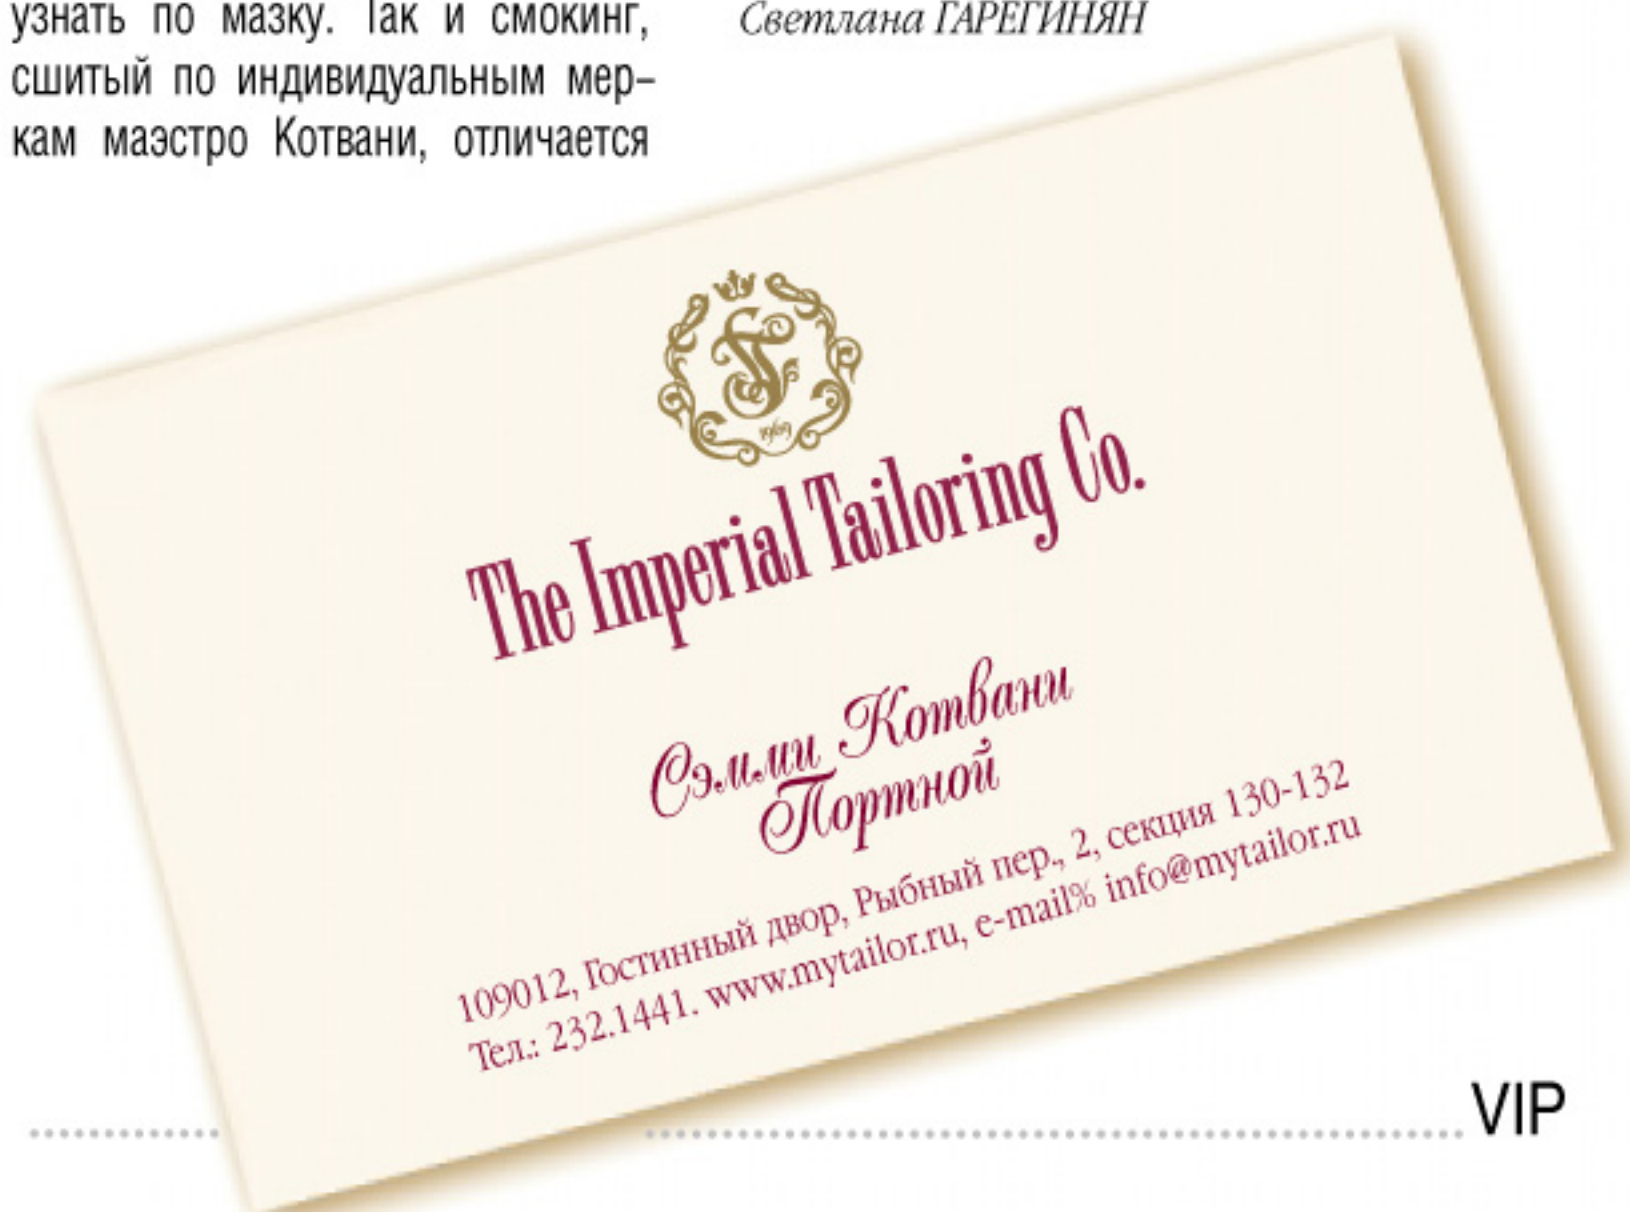 узнать по мазку. Так и смокинг,
сшитый по индивидуальным мер-
кам маэстро Котвани, отличается
Светлана ГАРЕГИНЯН
1969
The Imperial Tailoring Co.
Сэмми Котвани
Портной
109012, Гостинный двор, Рыбный пер., 2, секция 130-132
Тел.: 232.1441. www.mytailor.ru, e-mail% info@mytailor.ru
VIP